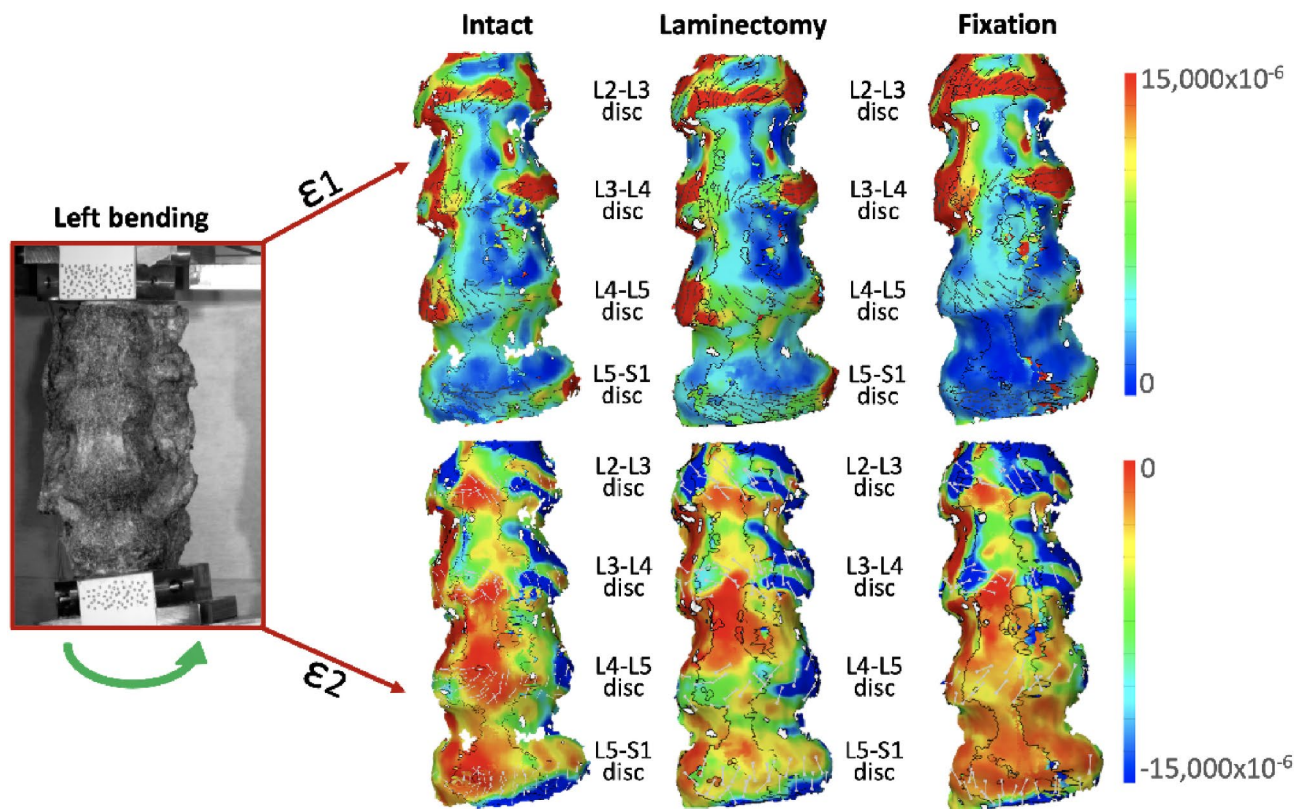 Intact
Laminectomy
Fixation
L2-L3
disc
L2-L3
disc
15,000x10-6
ε1
L3-L4
disc
L3-L4
disc
Left bending
L4-L5
disc
L4-L5
disc
L5-S1
disc
L5-S1
disc
0
L2-L3
disc
L2-L3
disc
0
L3-L4
disc
L3-L4
disc
ε2
L4-L5
disc
L4-L5
disc
L5-S1
disc
L5-S1
disc
-15,000x10-6